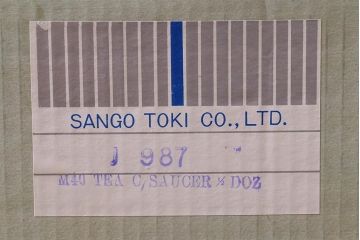 SANGO TOKI CO., LTD.
J 987
M40 TEA C, SAUCER ½ DOZ